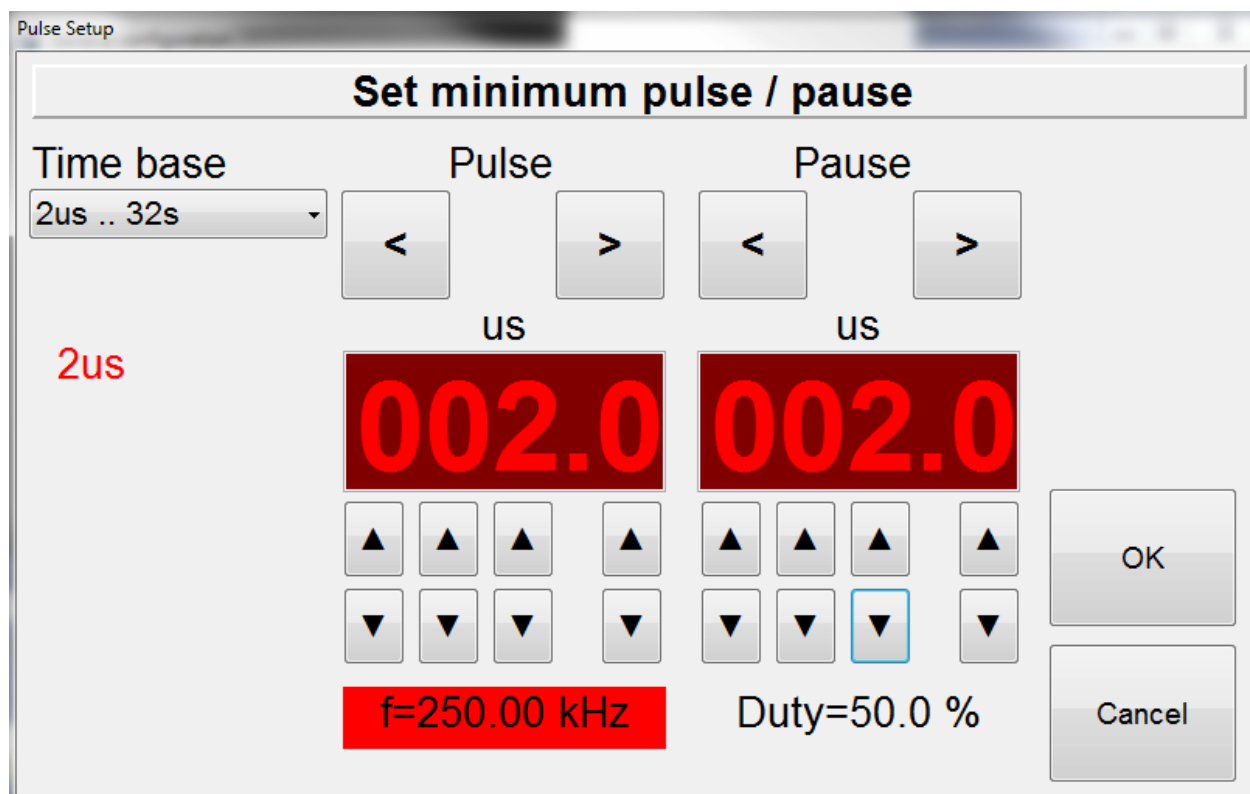 Pulse Setup
Set minimum pulse / pause
Time base Pulse Pause
2us .. 32s
< > < >
us us
2us
002.0 002.0
▲ ▲ ▲ ▲ ▲ ▲ ▲ ▲
OK
▼ ▼ ▼ ▼ ▼ ▼ ▼ ▼
f=250.00 kHz Duty=50.0 %
Cancel